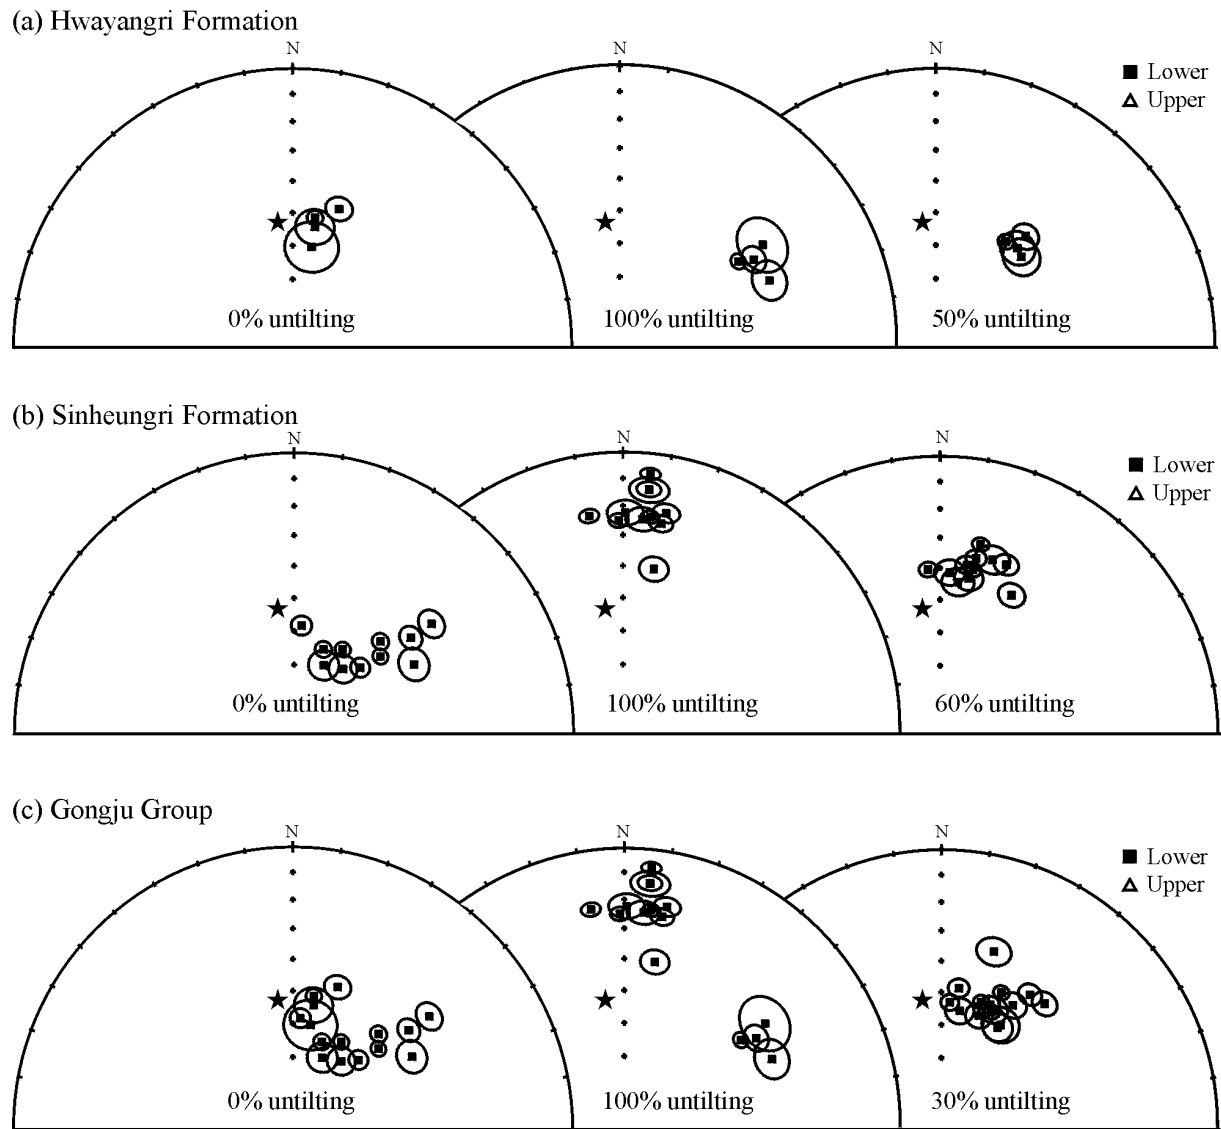 (a) Hwayangri Formation
N N N
Lower
Upper
0% untilting 100% untilting 50% untilting
(b) Sinheungri Formation
N N N
Lower
Upper
0% untilting 100% untilting 60% untilting
(c) Gongju Group
N N N
Lower
Upper
0% untilting 100% untilting 30% untilting